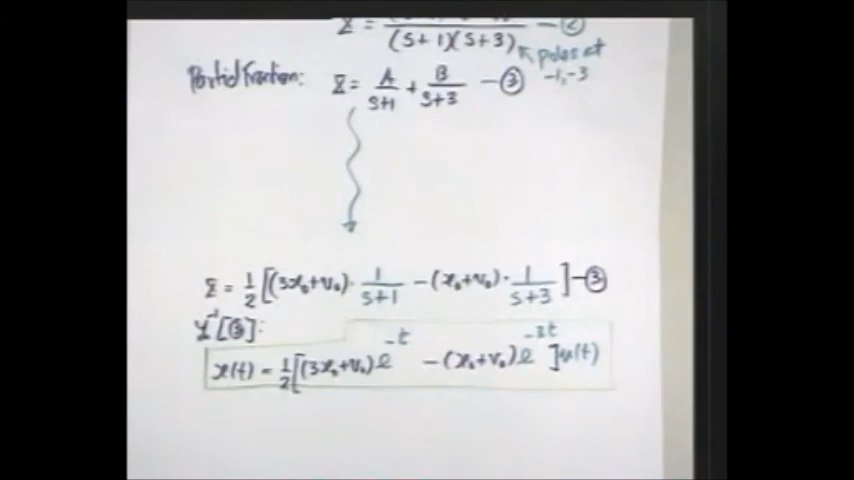 X = / (s+1)(s+3) — ②
poles at
-1, -3
Partial Fraction: X = A/s+1 + B/s+3 — ③
X = 1/2 [(3x₀+v₀) · 1/s+1 - (x₀+v₀) · 1/s+3] — ③
ℒ⁻¹[③]:
x(t) = 1/2 [(3x₀+v₀)e^-t - (x₀+v₀)e^-3t] u(t)